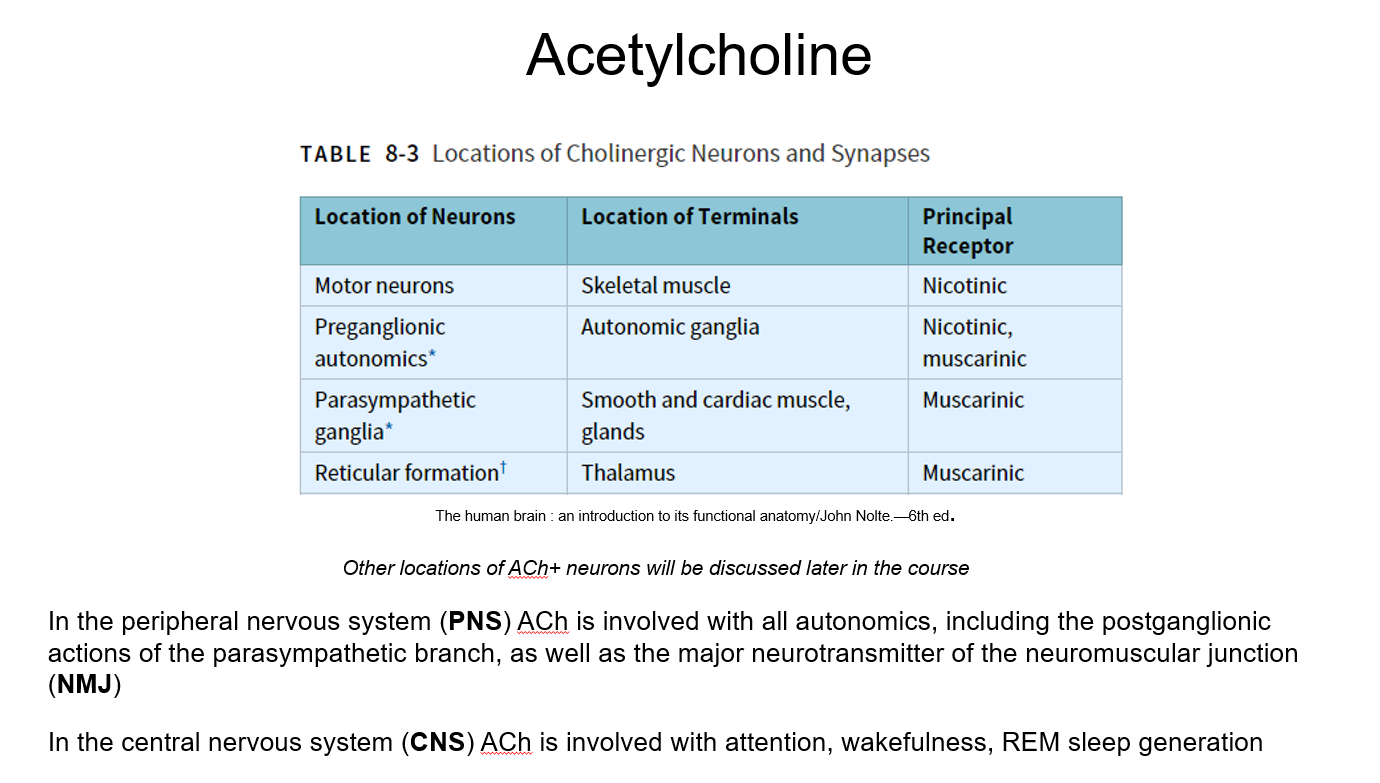 Acetylcholine
TABLE 8-3 Locations of Cholinergic Neurons and Synapses
Location of Neurons
Location of Terminals
Principal
Receptor
Motor neurons
Skeletal muscle
Nicotinic
Preganglionic
autonomics*
Autonomic ganglia
Nicotinic,
muscarinic
Parasympathetic
ganglia*
Smooth and cardiac muscle,
glands
Muscarinic
Reticular formation†
Thalamus
Muscarinic
The human brain : an introduction to its functional anatomy/John Nolte.—6th ed.
Other locations of ACh+ neurons will be discussed later in the course
In the peripheral nervous system (PNS) ACh is involved with all autonomics, including the postganglionic
actions of the parasympathetic branch, as well as the major neurotransmitter of the neuromuscular junction
(NMJ)
In the central nervous system (CNS) ACh is involved with attention, wakefulness, REM sleep generation